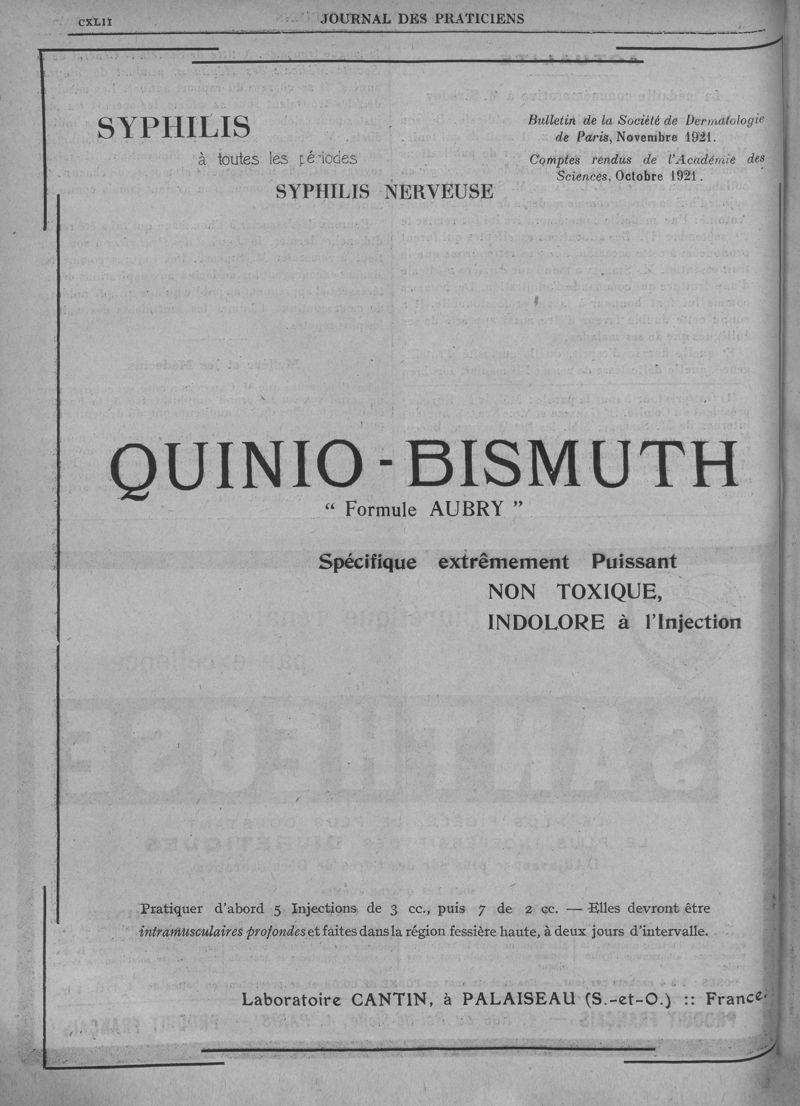 CXLII
JOURNAL DES PRATICIENS
SYPHILIS
à toutes les périodes
SYPHILIS NERVEUSE
Bulletin de la Société de Dermatologie
de Paris, Novembre 1921.
Comptes rendus de l'Académie des
Sciences, Octobre 1921.
QUINIO-BISMUTH
“ Formule AUBRY ”
Spécifique extrêmement Puissant
NON TOXIQUE,
INDOLORE à l'Injection
Pratiquer d'abord 5 Injections de 3 cc., puis 7 de 2 cc. — Elles devront être
intramusculaires profondes et faites dans la région fessière haute, à deux jours d'intervalle.
Laboratoire CANTIN, à PALAISEAU (S.-et-O.) :: France.